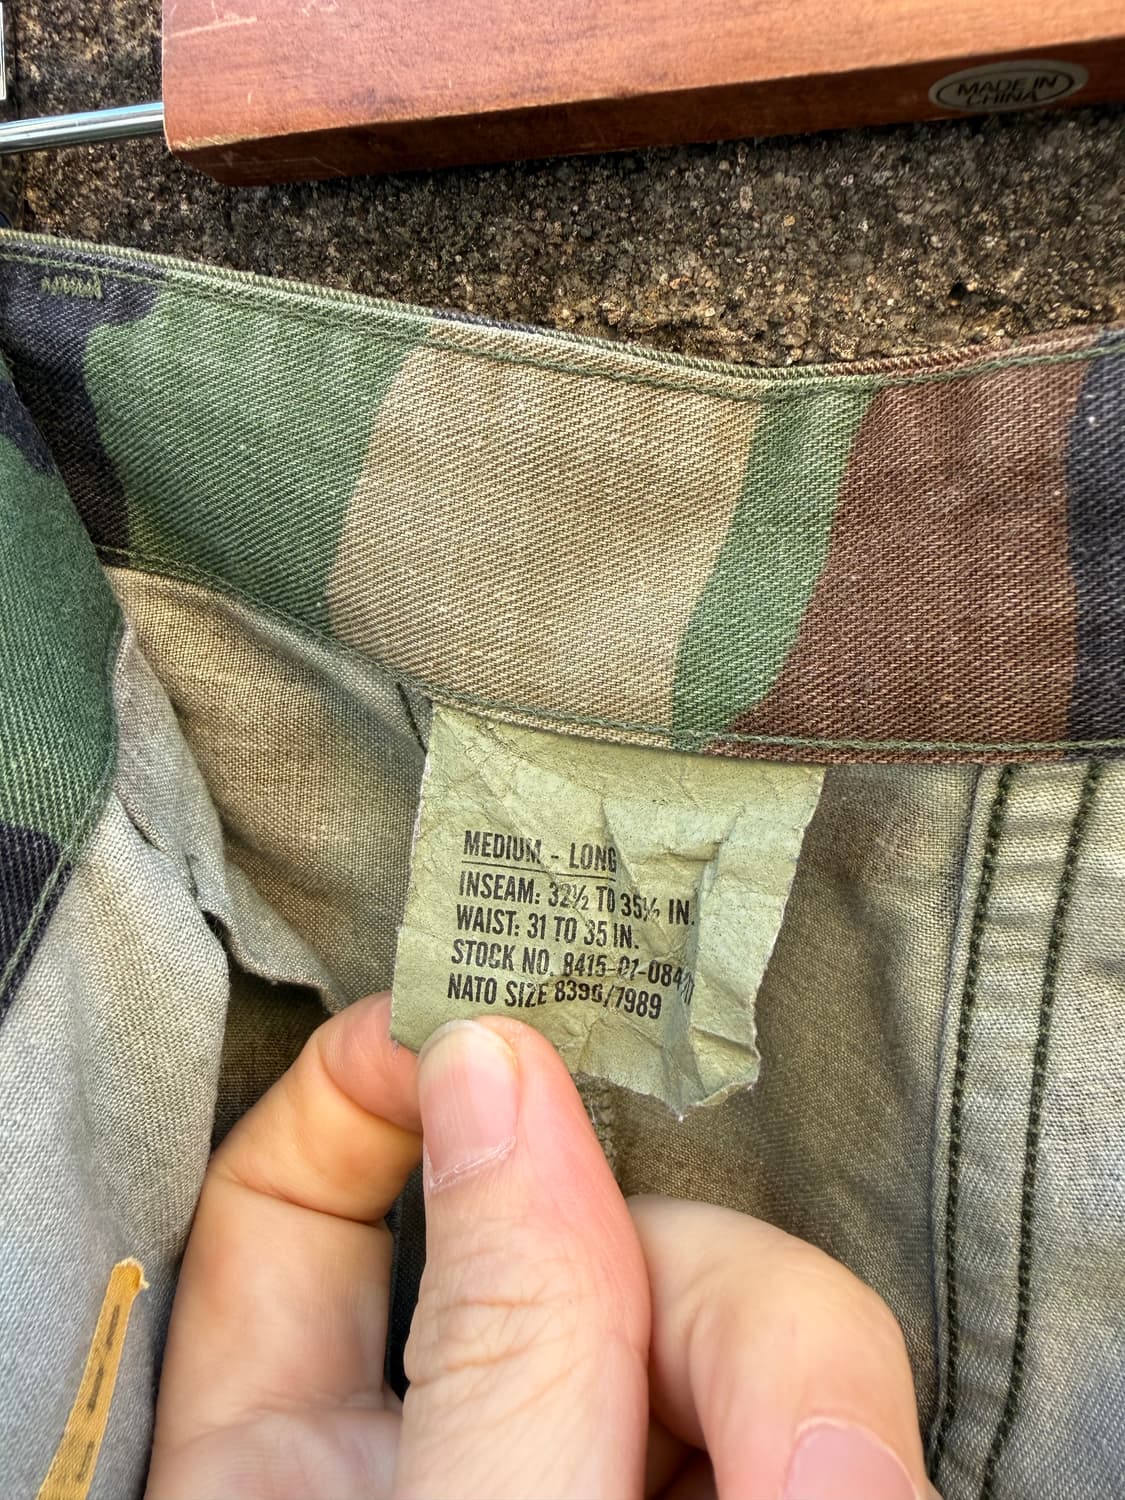 MADE IN
CHINA
MEDIUM - LONG
INSEAM: 32½ TO 35½ IN.
WAIST: 31 TO 35 IN.
STOCK NO. 8415-01-084
NATO SIZE 8390/7989